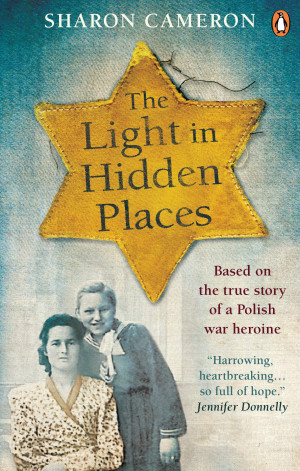 SHARON CAMERON
The
Light in
Hidden
Places
Based on
the true story
of a Polish
war heroine
“Harrowing,
heartbreaking…
so full of hope.”
Jennifer Donnelly